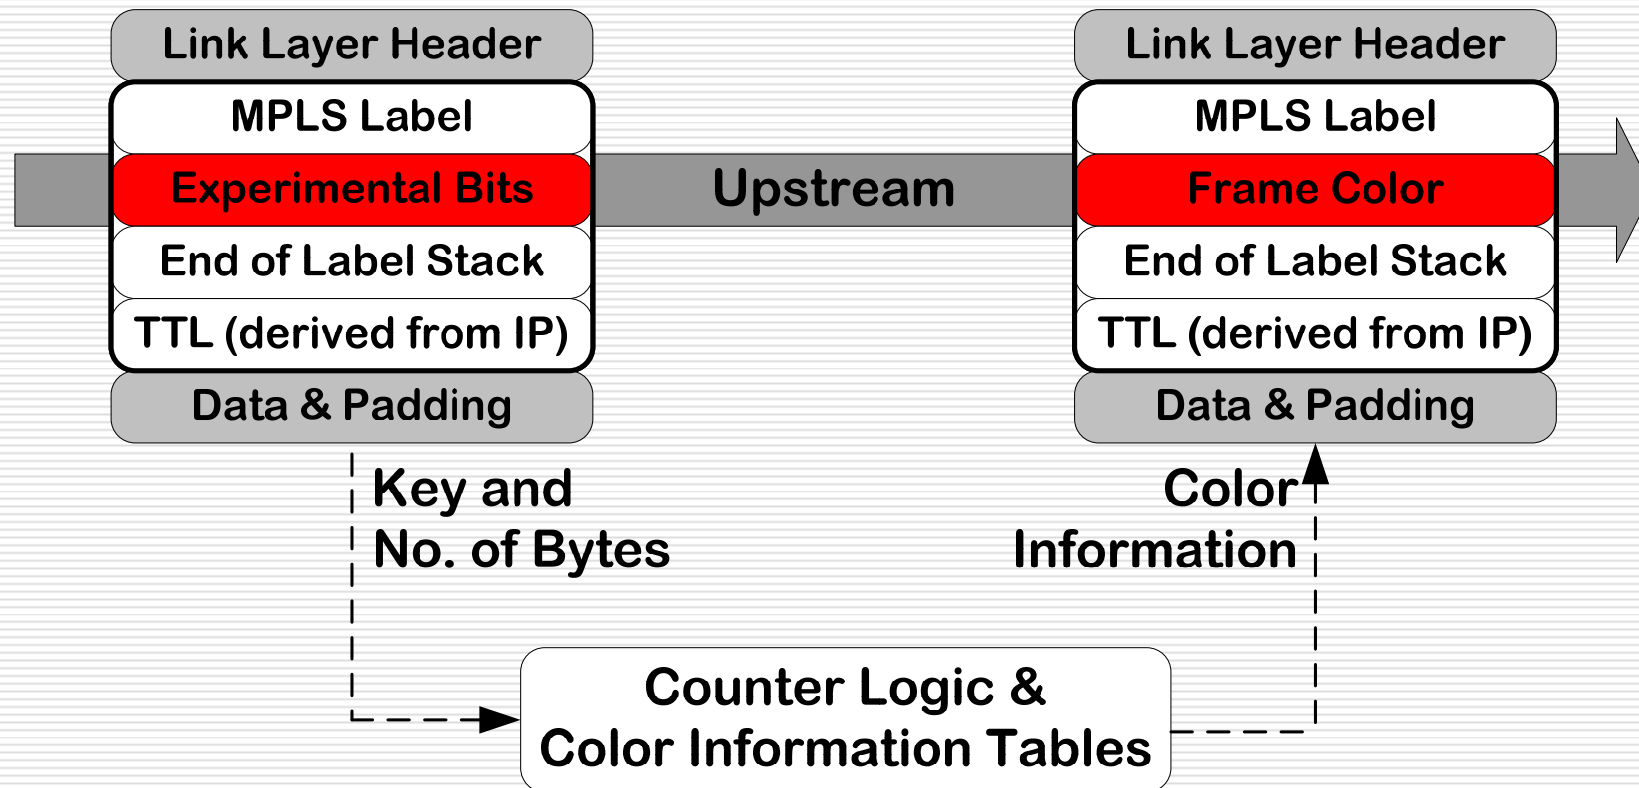 Link Layer Header
MPLS Label
Experimental Bits
End of Label Stack
TTL (derived from IP)
Data & Padding
Upstream
Link Layer Header
MPLS Label
Frame Color
End of Label Stack
TTL (derived from IP)
Data & Padding
Key and
No. of Bytes
Color
Information
Counter Logic &
Color Information Tables